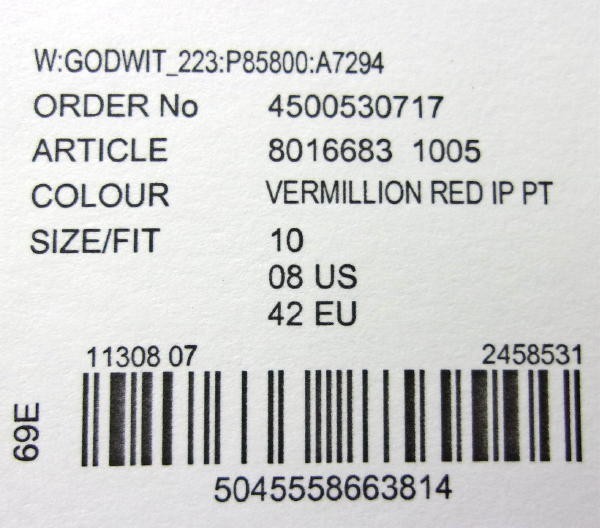 W:GODWIT_223:P85800:A7294
ORDER No 4500530717
ARTICLE 8016683 1005
COLOUR VERMILLION RED IP PT
SIZE/FIT 10
08 US
42 EU
11308 07 2458531
69E
5045558663814